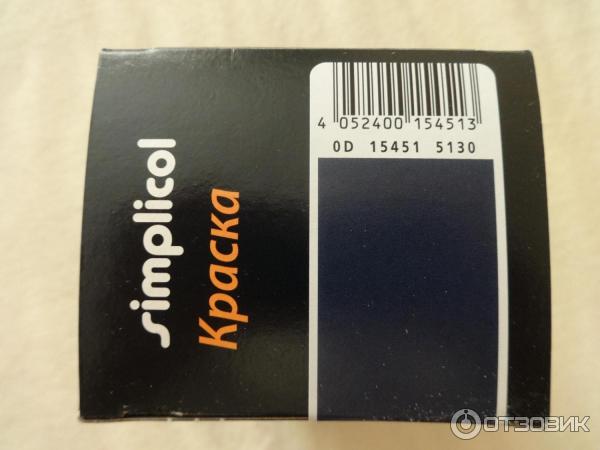 simplicol
Краска
4 052400 154513
0D 15451 5130
ОТЗОВИК